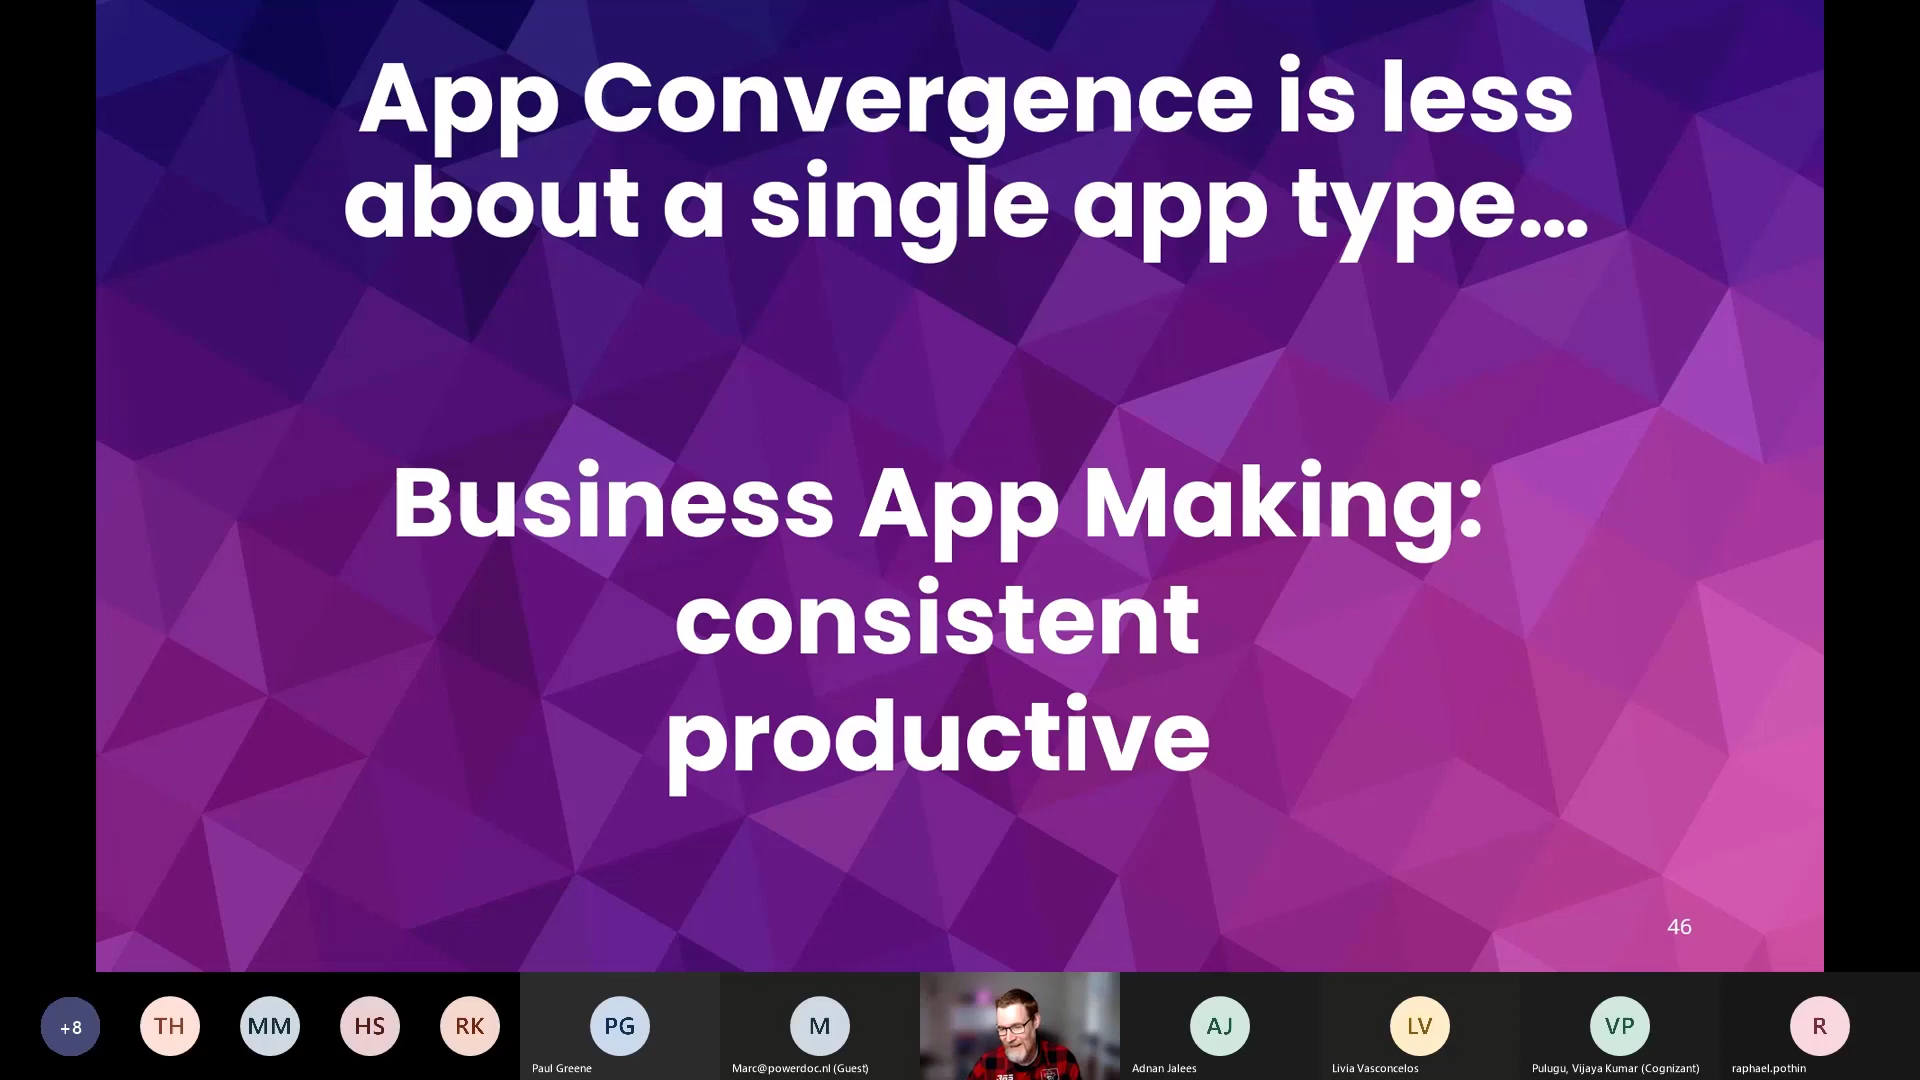 App Convergence is less
about a single app type...
Business App Making:
consistent
productive
46
+8
TH
MM
HS
RK
PG
Paul Greene
M
Marc@powerdoc.nl (Guest)
365
AJ
Adnan Jalees
LV
Livia Vasconcelos
VP
Pulugu, Vijaya Kumar (Cognizant)
R
raphael.pothin